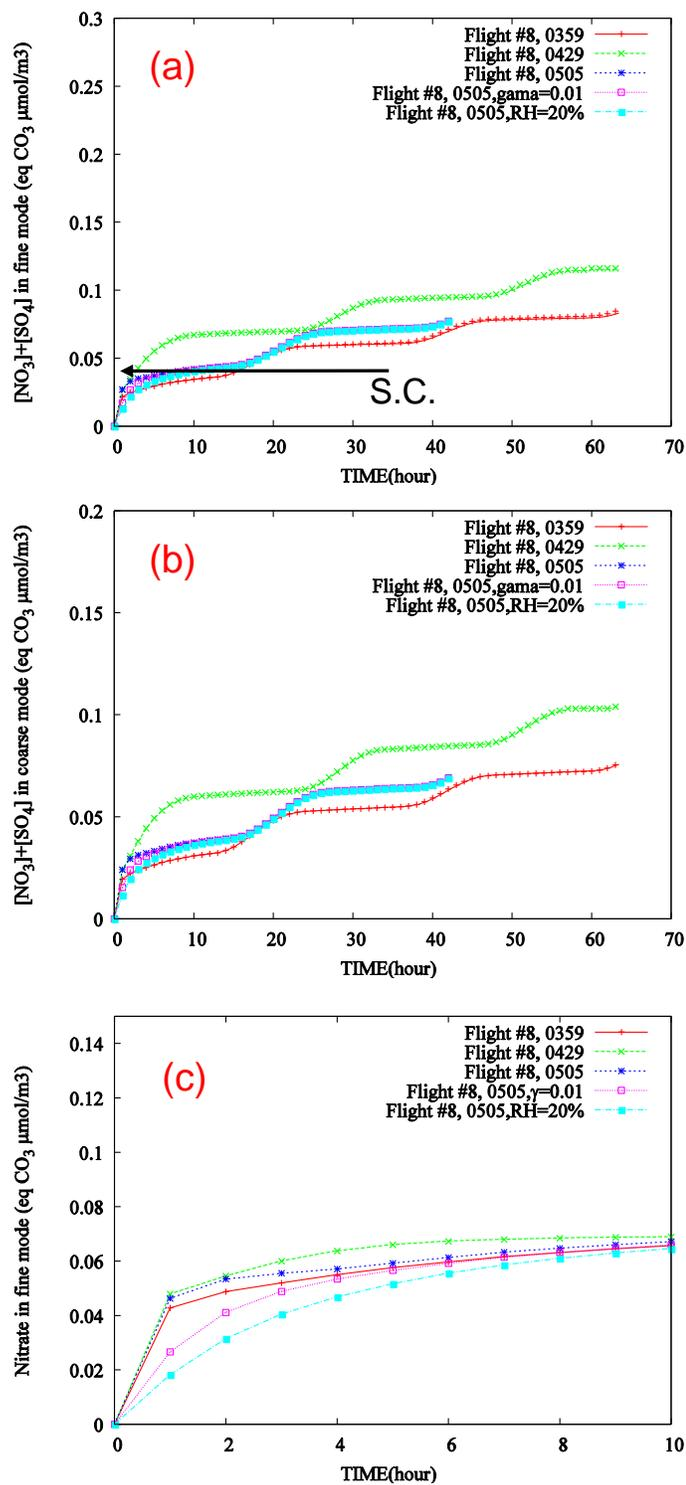 (a)
Flight #8, 0359
Flight #8, 0429
Flight #8, 0505
Flight #8, 0505,gama=0.01
Flight #8, 0505,RH=20%
[NO3]+[SO4] in fine mode (eq CO3 μmol/m3)
0.3
0.25
0.2
0.15
0.1
0.05
0
S.C.
0 10 20 30 40 50 60 70
TIME(hour)
(b)
Flight #8, 0359
Flight #8, 0429
Flight #8, 0505
Flight #8, 0505,gama=0.01
Flight #8, 0505,RH=20%
[NO3]+[SO4] in coarse mode (eq CO3 μmol/m3)
0.2
0.15
0.1
0.05
0
0 10 20 30 40 50 60 70
TIME(hour)
(c)
Flight #8, 0359
Flight #8, 0429
Flight #8, 0505
Flight #8, 0505,γ=0.01
Flight #8, 0505,RH=20%
Nitrate in fine mode (eq CO3 μmol/m3)
0.14
0.12
0.1
0.08
0.06
0.04
0.02
0
0 2 4 6 8 10
TIME(hour)